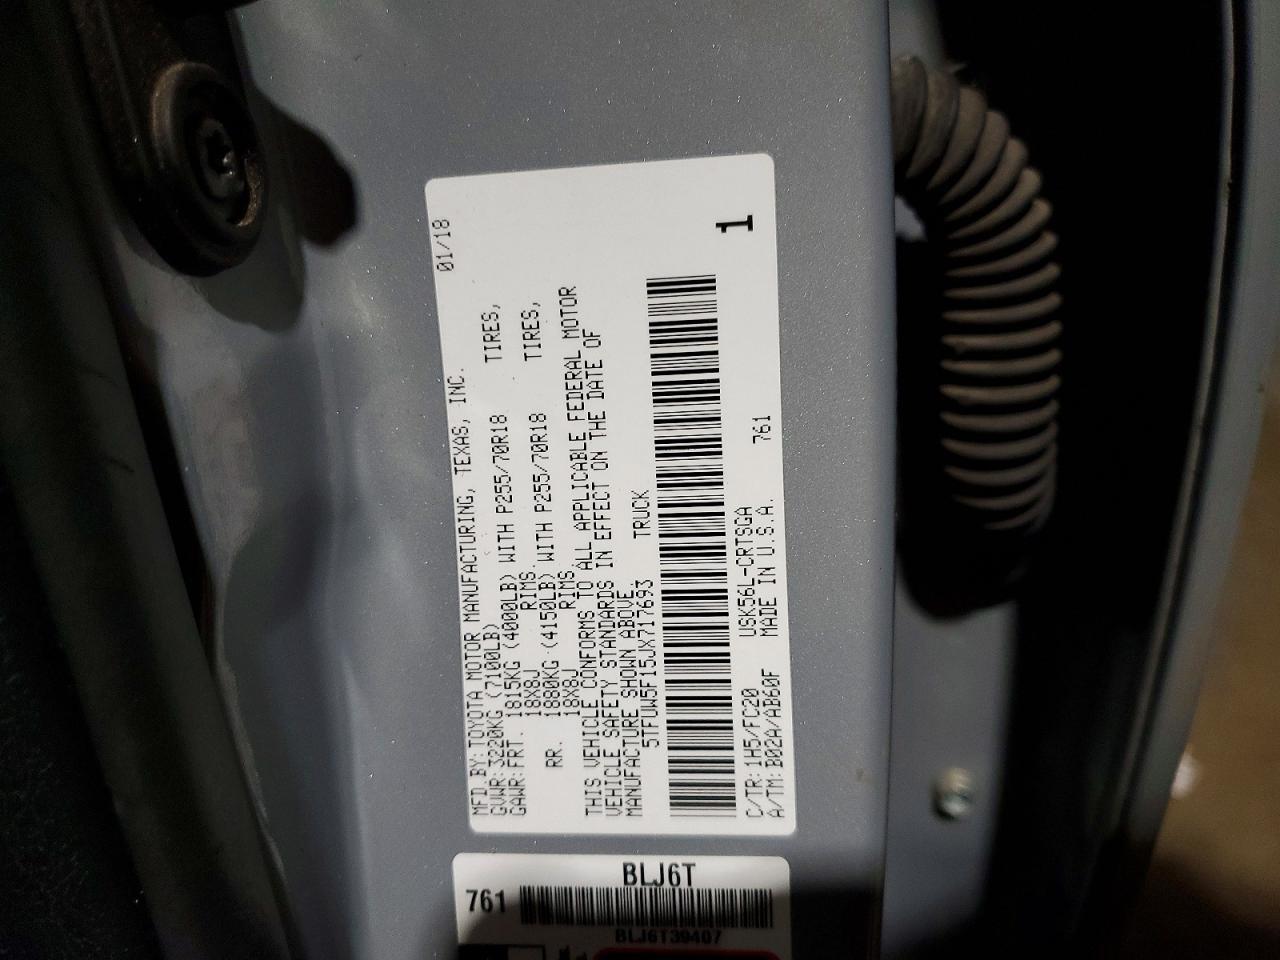 01/18
MFD.BY:TOYOTA MOTOR MANUFACTURING, TEXAS, INC.
GVWR:3220KG (7100LB)
GAWR:FRT. 1815KG (4000LB) WITH P255/70R18 TIRES,
18X8J RIMS.
RR. 1880KG (4150LB) WITH P255/70R18 TIRES,
18X8J RIMS.
THIS VEHICLE CONFORMS TO ALL APPLICABLE FEDERAL MOTOR
VEHICLE SAFETY STANDARDS IN EFFECT ON THE DATE OF
MANUFACTURE SHOWN ABOVE.
5TFUW5F15JX717693 TRUCK
1
C/TR:1H5/FC20 USK56L-CRTSGA 761
A/TM:B02A/AB60F MADE IN U.S.A.
BLJ6T
761
BLJ6T39407